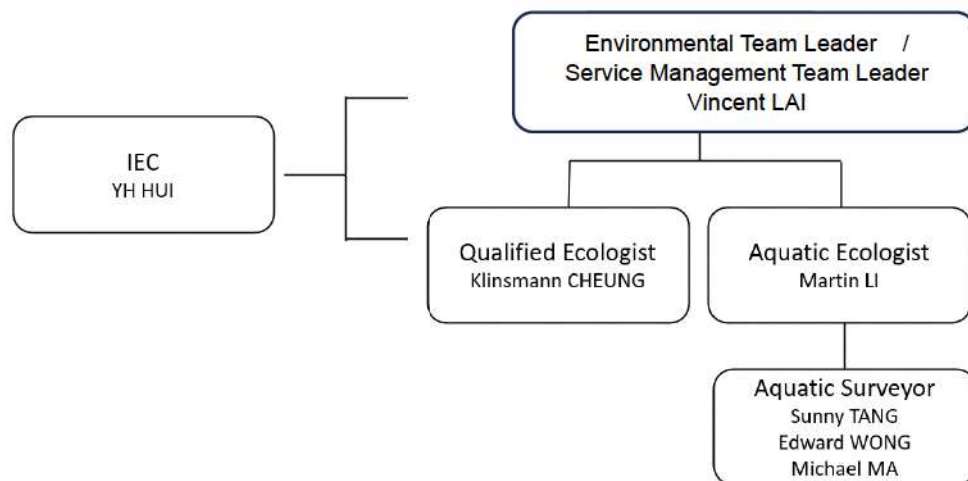 Environmental Team Leader /
Service Management Team Leader
Vincent LAI
IEC
YH HUI
Qualified Ecologist
Klinsmann CHEUNG
Aquatic Ecologist
Martin LI
Aquatic Surveyor
Sunny TANG
Edward WONG
Michael MA